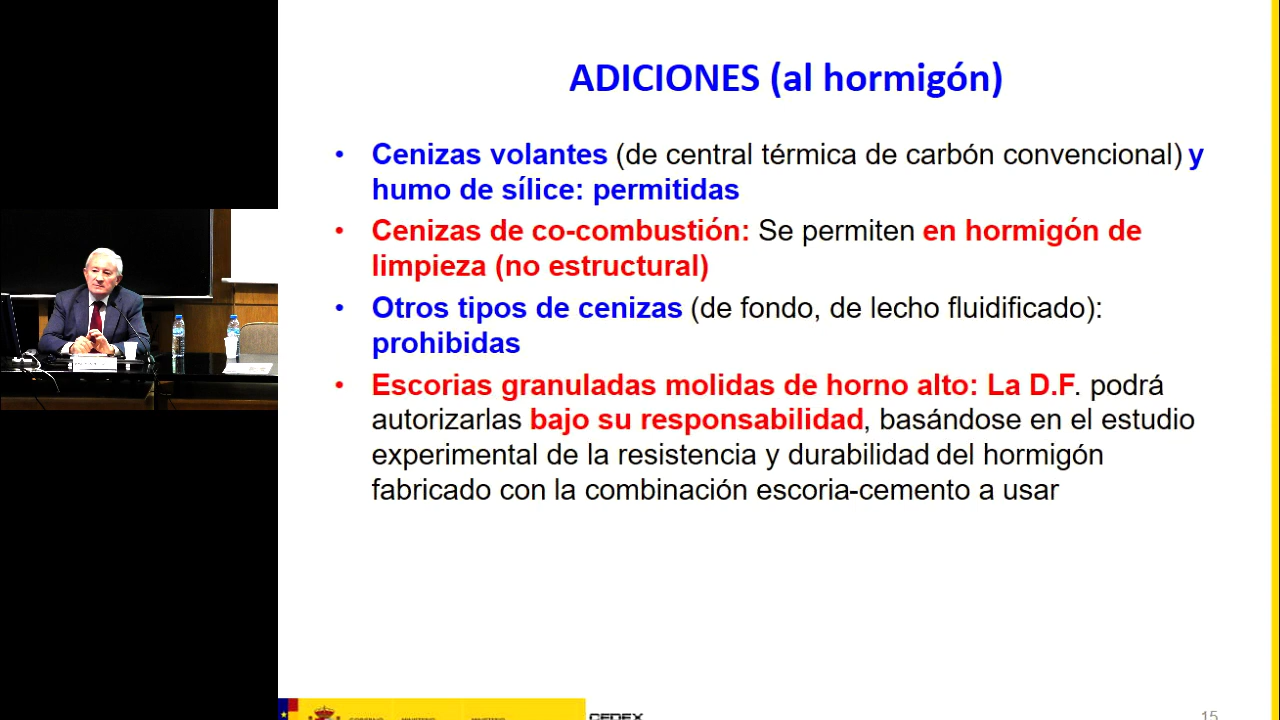 ADICIONES (al hormigón)
• Cenizas volantes (de central térmica de carbón convencional) y
humo de sílice: permitidas
• Cenizas de co-combustión: Se permiten en hormigón de
limpieza (no estructural)
• Otros tipos de cenizas (de fondo, de lecho fluidificado):
prohibidas
• Escorias granuladas molidas de horno alto: La D.F. podrá
autorizarlas bajo su responsabilidad, basándose en el estudio
experimental de la resistencia y durabilidad del hormigón
fabricado con la combinación escoria-cemento a usar
CEDEX
15